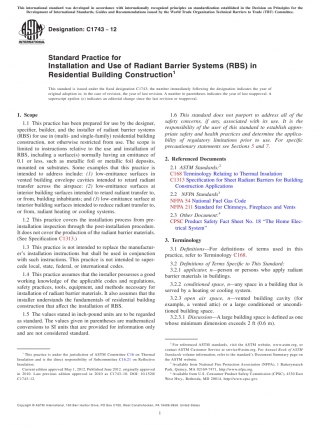 This international standard was developed in accordance with internationally recognized principles on standardization established in the Decision on Principles for the
Development of International Standards, Guides and Recommendations issued by the World Trade Organization Technical Barriers to Trade (TBT) Committee.
Designation: C1743 − 12
Standard Practice for
Installation and Use of Radiant Barrier Systems (RBS) in
Residential Building Construction1
This standard is issued under the fixed designation C1743; the number immediately following the designation indicates the year of
original adoption or, in the case of revision, the year of last revision. A number in parentheses indicates the year of last reapproval. A
superscript epsilon (´) indicates an editorial change since the last revision or reapproval.
1. Scope
1.1 This practice has been prepared for use by the designer,
specifier, builder, and the installer of radiant barrier systems
(RBS) for use in (multi- and single-family) residential building
construction, not otherwise restricted from use. The scope is
limited to instructions relative to the use and installation of
RBS, including a surface(s) normally having an emittance of
0.1 or less, such as metallic foil or metallic foil deposits,
mounted on substrates. Some examples that this practice is
intended to address include: (1) low-emittance surfaces in
vented building envelope cavities intended to retard radiant
transfer across the airspace; (2) low-emittance surfaces at
interior building surfaces intended to retard radiant transfer to,
or from, building inhabitants; and (3) low-emittance surface at
interior building surfaces intended to reduce radiant transfer to,
or from, radiant heating or cooling systems.
1.2 This practice covers the installation process from pre-
installation inspection through the post-installation procedure.
It does not cover the production of the radiant barrier materials.
(See Specification C1313.)
1.3 This practice is not intended to replace the manufactur-
er’s installation instructions but shall be used in conjunction
with such instructions. This practice is not intended to super-
cede local, state, federal, or international codes.
1.4 This practice assumes that the installer possesses a good
working knowledge of the applicable codes and regulations,
safety practices, tools, equipment, and methods necessary for
installation of radiant barrier materials. It also assumes that the
installer understands the fundamentals of residential building
construction that affect the installation of RBS.
1.5 The values stated in inch-pound units are to be regarded
as standard. The values given in parentheses are mathematical
conversions to SI units that are provided for information only
and are not considered standard.
1.6 This standard does not purport to address all of the
safety concerns, if any, associated with its use. It is the
responsibility of the user of this standard to establish appro-
priate safety and health practices and determine the applica-
bility of regulatory limitations prior to use. For specific
precautionary statements see Sections 5 and 7.
2. Referenced Documents
2.1 ASTM Standards:2
C168 Terminology Relating to Thermal Insulation
C1313 Specification for Sheet Radiant Barriers for Building
Construction Applications
2.2 NFPA Standards3
NFPA 54 National Fuel Gas Code
NFPA 211 Standard for Chimneys, Fireplaces and Vents
2.3 Other Document:4
CPSC Product Safety Fact Sheet No. 18 “The Home Elec-
trical System”
3. Terminology
3.1 Definitions—For definitions of terms used in this
practice, refer to Terminology C168.
3.2 Definitions of Terms Specific to This Standard:
3.2.1 applicator, n—person or persons who apply radiant
barrier materials in buildings.
3.2.2 conditioned space, n—any space in a building that is
served by a heating or cooling system.
3.2.3 open air space, n—vented building cavity (for
example, a vented attic) or a large conditioned or uncondi-
tioned building space.
3.2.3.1 Discussion—A large building space is defined as one
whose minimum dimension exceeds 2 ft (0.6 m).
1 This practice is under the jurisdiction of ASTM Committee C16 on Thermal
Insulation and is the direct responsibility of Subcommittee C16.21 on Reflective
Insulation.
Current edition approved May 1, 2012. Published June 2012. Originally approved
in 2010. Last previous edition approved in 2010 as C1743–10. DOI: 10.1520/
C1743–12.
2 For referenced ASTM standards, visit the ASTM website, www.astm.org, or
contact ASTM Customer Service at service@astm.org. For Annual Book of ASTM
Standards volume information, refer to the standard’s Document Summary page on
the ASTM website.
3 Available from National Fire Protection Association (NFPA), 1 Batterymarch
Park, Quincy, MA 02169-7471, http://www.nfpa.org.
4 Available from U.S. Consumer Product Safety Commission (CPSC), 4330 East
West Hwy., Bethesda, MD 20814, http://www.cpsc.gov.
Copyright © ASTM International, 100 Barr Harbor Drive, PO Box C700, West Conshohocken, PA 19428-2959. United States
1